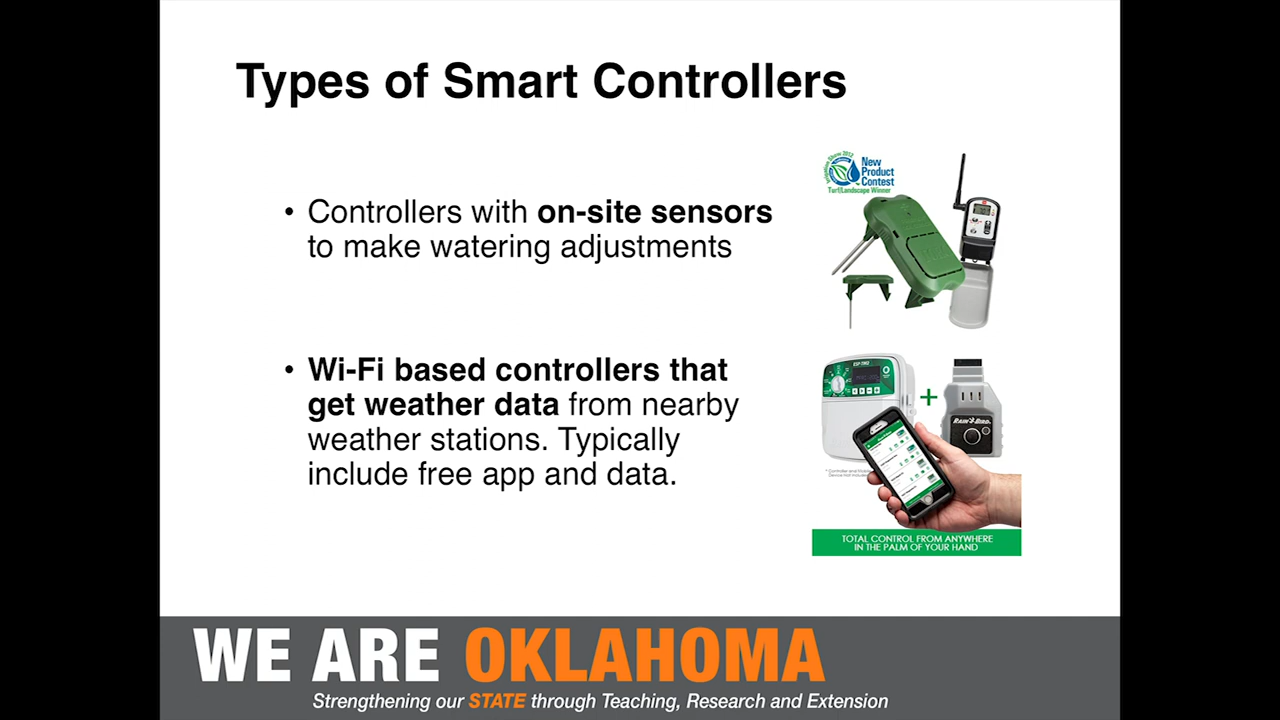 Types of Smart Controllers
• Controllers with on-site sensors
to make watering adjustments
New
Product
Contest
Turf/Landscape Winner
• Wi-Fi based controllers that
get weather data from nearby
weather stations. Typically
include free app and data.
RAIN BIRD
TOTAL CONTROL FROM ANYWHERE
IN THE PALM OF YOUR HAND
WE ARE OKLAHOMA
Strengthening our STATE through Teaching, Research and Extension